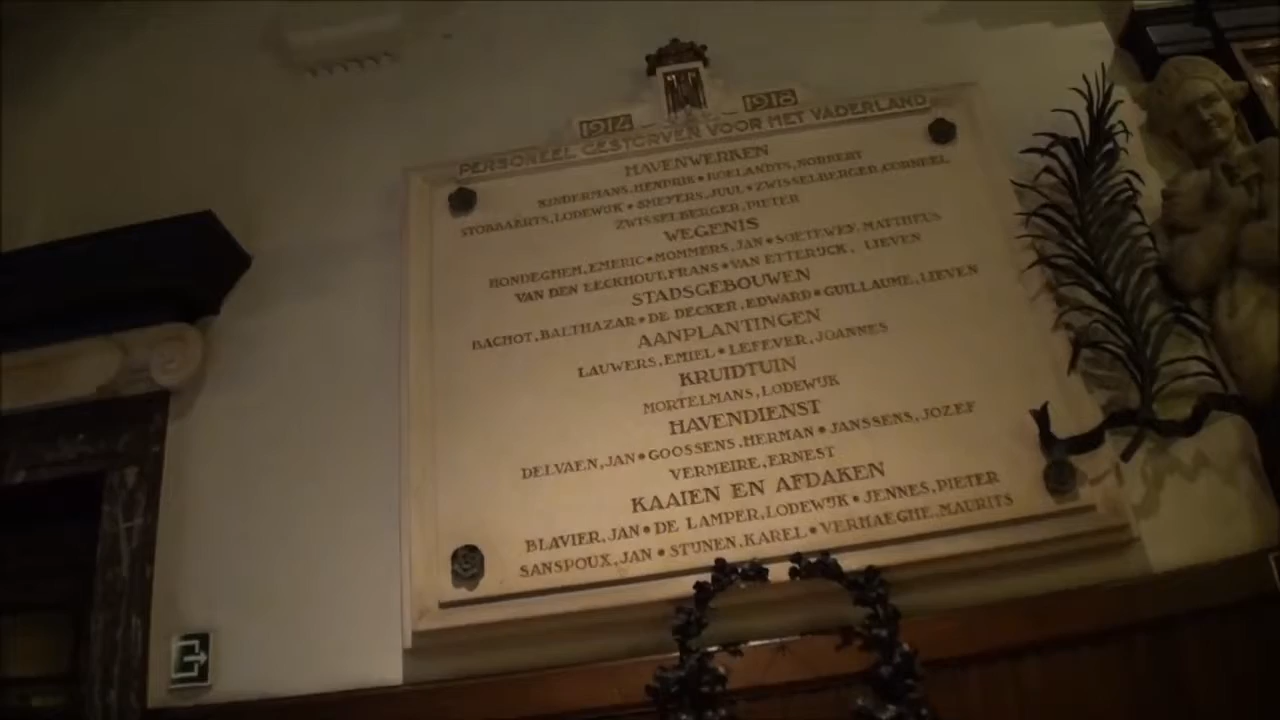 1914 1918
PERSONEEL GESTORVEN VOOR HET VADERLAND
HAVENWERKEN
KINDERMANS, HENDRIK • ROELANDTS, NORBERT
STOBBAERTS, LODEWIJK • SMEYERS, JUUL • ZWISSELBERGER, CORNEEL
ZWISSELBERGER, PIETER
WEGENIS
HONDEGHEM, EMERIC • MOMMERS, JAN • SOETEWEY, MATTHEUS
VAN DEN EECKHOUT, FRANS • VAN ETTERIJCK, LIEVEN
STADSGEBOUWEN
BACHOT, BALTHAZAR • DE DECKER, EDWARD • GUILLAUME, LIEVEN
AANPLANTINGEN
LAUWERS, EMIEL • LEFEVER, JOANNES
KRUIDTUIN
MORTELMANS, LODEWIJK
HAVENDIENST
DELVAEN, JAN • GOOSSENS, HERMAN • JANSSENS, JOZEF
VERMEIRE, ERNEST
KAAIEN EN AFDAKEN
BLAVIER, JAN • DE LAMPER, LODEWIJK • JENNES, PIETER
SANSPOUX, JAN • STIJNEN, KAREL • VERHAEGHE, MAURITS